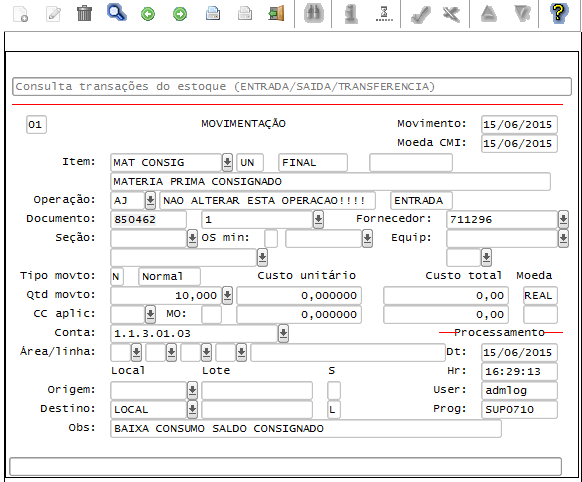 Consulta transações do estoque (ENTRADA/SAIDA/TRANSFERENCIA)
01 MOVIMENTAÇÃO Movimento: 15/06/2015
Moeda CMI: 15/06/2015
Item: MAT CONSIG UN FINAL
MATERIA PRIMA CONSIGNADO
Operação: AJ NAO ALTERAR ESTA OPERACAO!!!! ENTRADA
Documento: 850462 1 Fornecedor: 711296
Seção: OS min: Equip:
Tipo movto: N Normal Custo unitário Custo total Moeda
Qtd movto: 10,000 0,000000 0,00 REAL
CC aplic: MO: 0,000000 0,00
Conta: 1.1.3.01.03 Processamento
Área/linha: Dt: 15/06/2015
Local Lote S Hr: 16:29:13
Origem: User: admlog
Destino: LOCAL L Prog: SUP0710
Obs: BAIXA CONSUMO SALDO CONSIGNADO